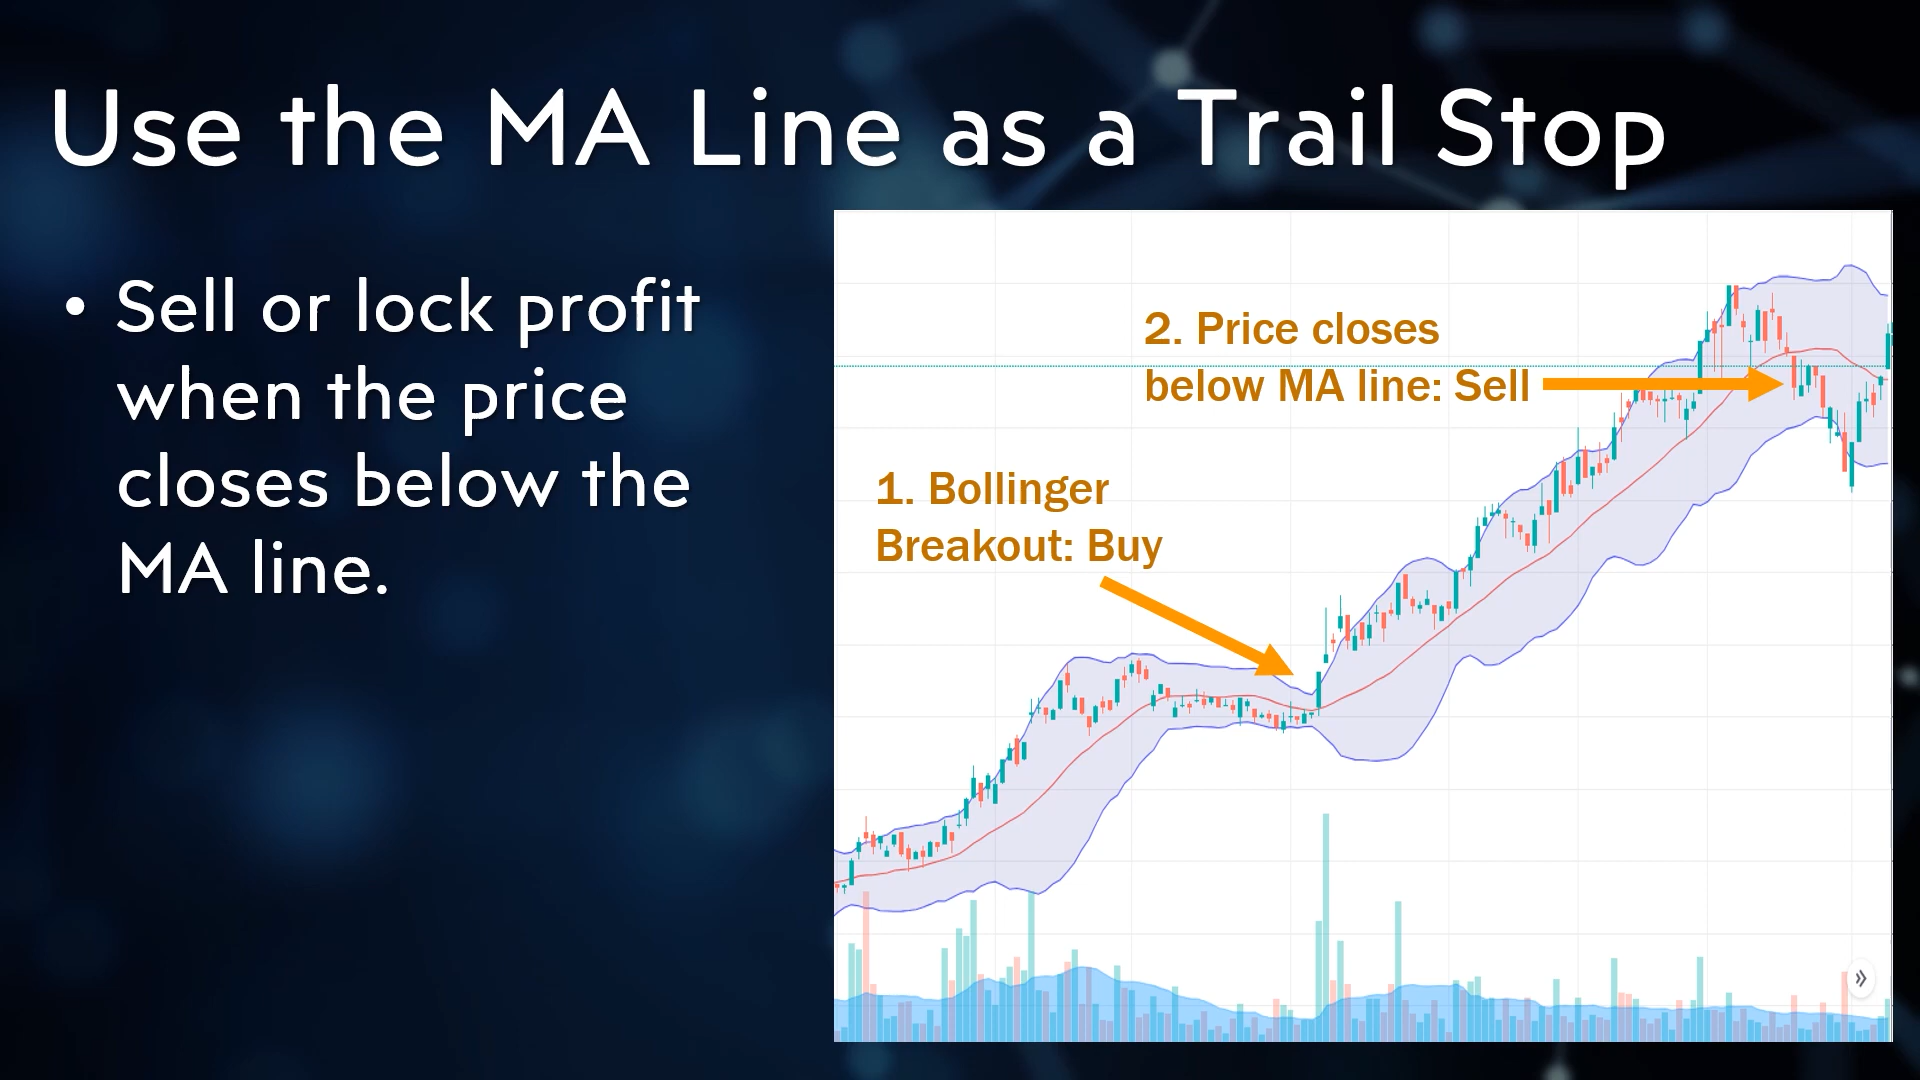 Use the MA Line as a Trail Stop
• Sell or lock profit
when the price
closes below the
MA line.
2. Price closes
below MA line: Sell
1. Bollinger
Breakout: Buy